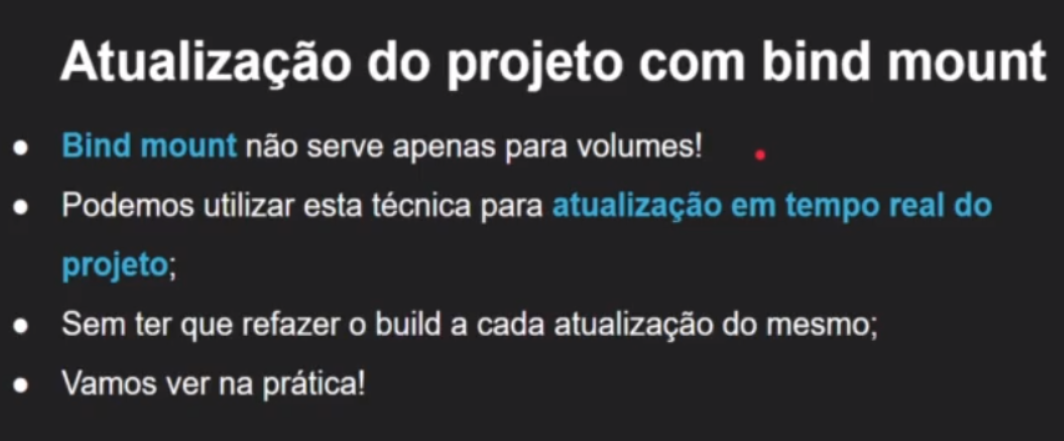 Atualização do projeto com bind mount
● Bind mount não serve apenas para volumes!
● Podemos utilizar esta técnica para atualização em tempo real do
projeto;
● Sem ter que refazer o build a cada atualização do mesmo;
● Vamos ver na prática!